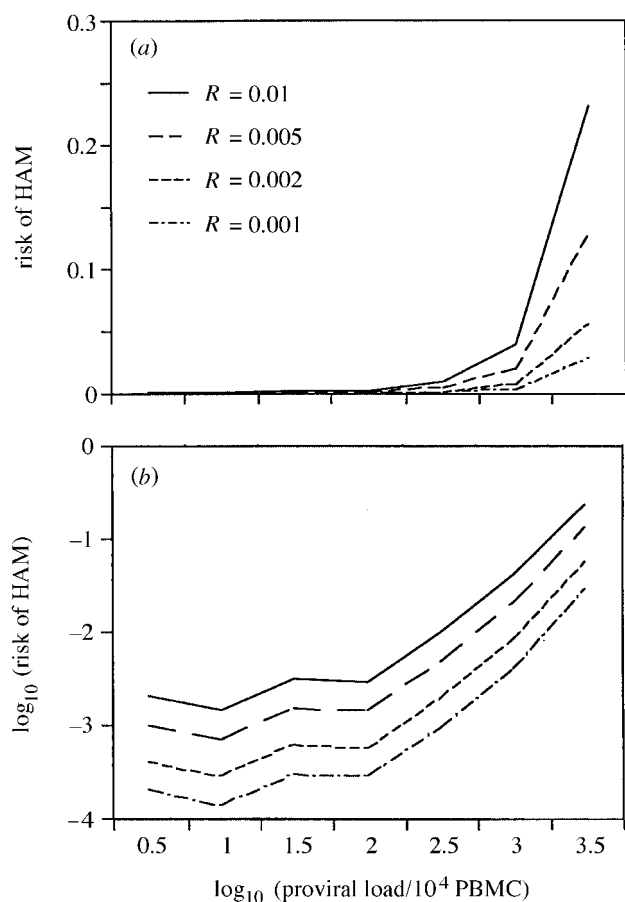 0.3
(a)
R = 0.01
R = 0.005
R = 0.002
R = 0.001
0.2
0.1
0
risk of HAM
0
(b)
−1
−2
−3
−4
log₁₀ (risk of HAM)
0.5 1 1.5 2 2.5 3 3.5
log₁₀ (proviral load/10⁴ PBMC)